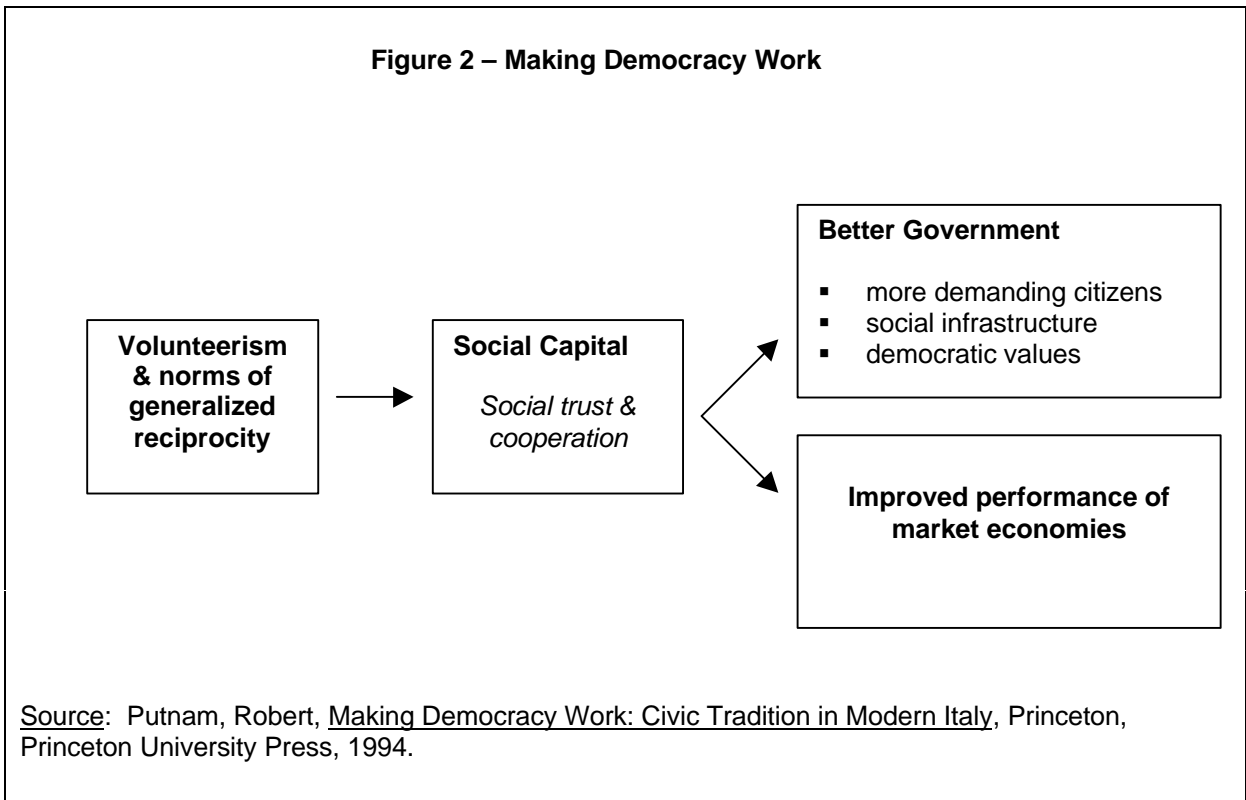 Figure 2 – Making Democracy Work
Volunteerism
& norms of
generalized
reciprocity
Social Capital
Social trust &
cooperation
Better Government
▪ more demanding citizens
▪ social infrastructure
▪ democratic values
Improved performance of
market economies
Source: Putnam, Robert, Making Democracy Work: Civic Tradition in Modern Italy, Princeton,
Princeton University Press, 1994.